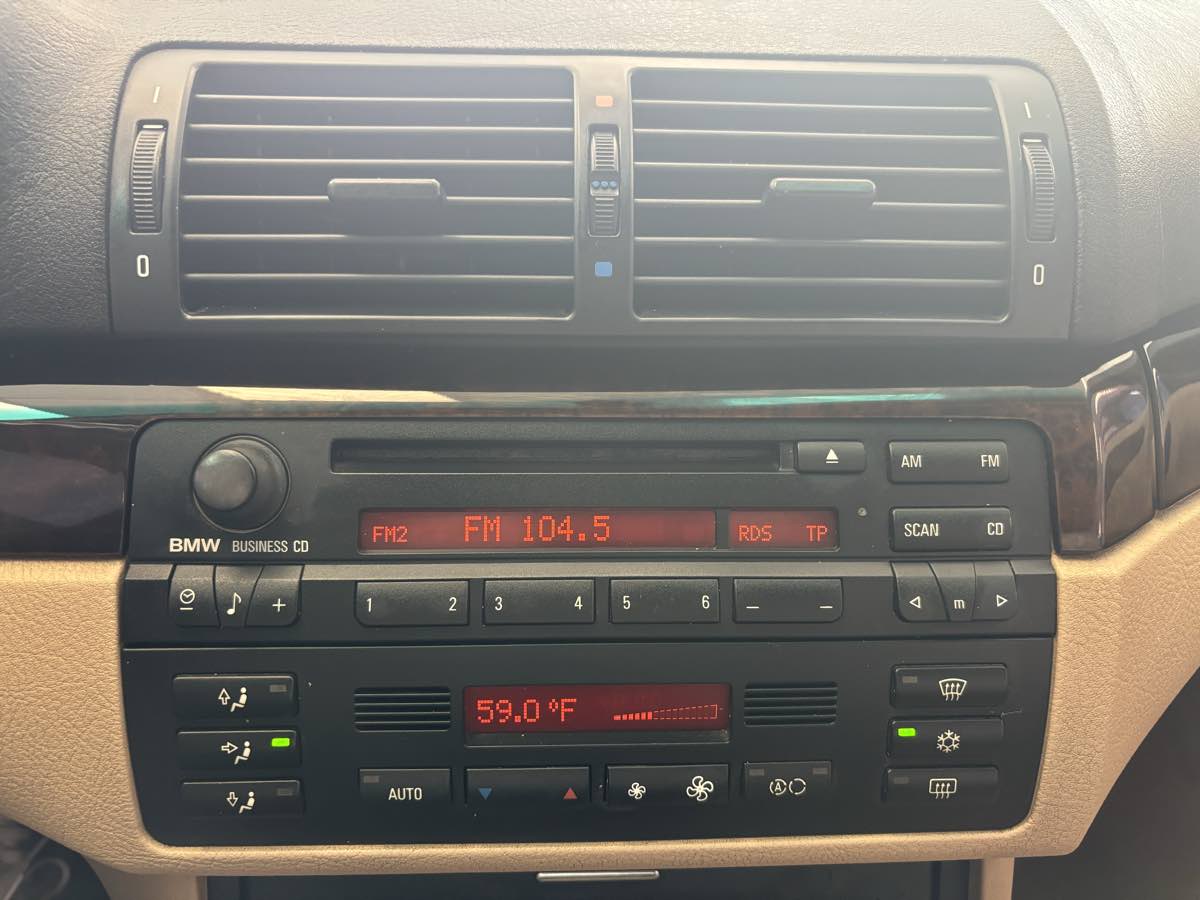 I
I
0
0
AM FM
FM2 FM 104.5 RDS TP
SCAN CD
BMW BUSINESS CD
+ 1 2 3 4 5 6 — — m
59.0 °F
AUTO
A